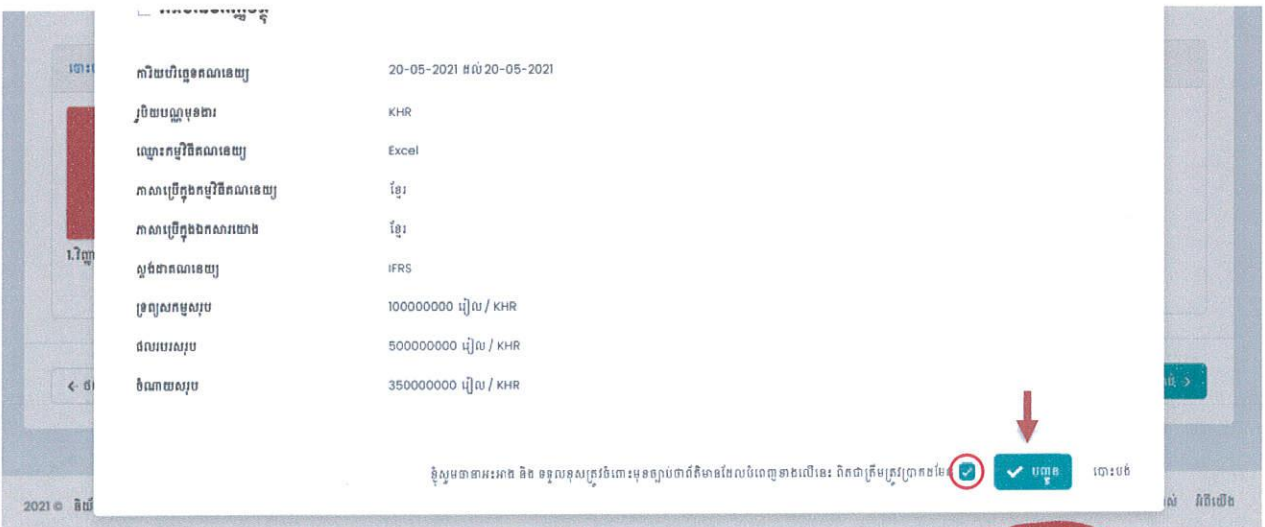 ការិយបរិច្ឆេទគណនេយ្យ 20-05-2021 ដល់ 20-05-2021
រូបិយបណ្ណមុខងារ KHR
ឈ្មោះកម្មវិធីគណនេយ្យ Excel
ភាសាប្រើក្នុងកម្មវិធីគណនេយ្យ ខ្មែរ
ភាសាប្រើក្នុងឯកសារយោង ខ្មែរ
ស្តង់ដាគណនេយ្យ IFRS
ទ្រព្យសកម្មសរុប 100000000 រៀល / KHR
ផលរបរសរុប 500000000 រៀល / KHR
ចំណាយសរុប 350000000 រៀល / KHR
ខ្ញុំសូមធានាអះអាង និង ទទួលខុសត្រូវចំពោះមុខច្បាប់ថាព័ត៌មានដែលបំពេញខាងលើនេះ ពិតជាត្រឹមត្រូវប្រាកដមែន បញ្ជូន បោះបង់
2021 © អំពីយើង